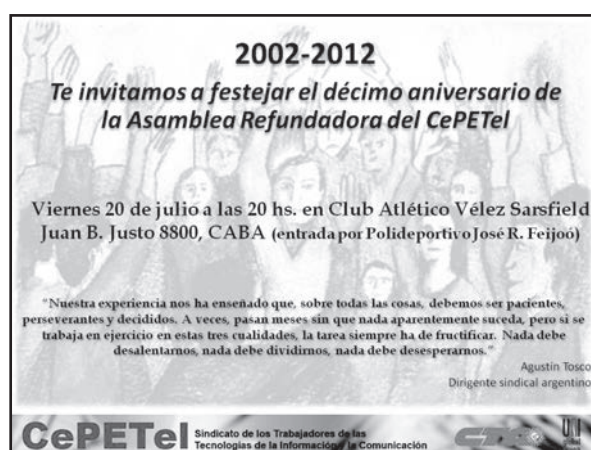 2002-2012
Te invitamos a festejar el décimo aniversario de
la Asamblea Refundadora del CePETel
Viernes 20 de julio a las 20 hs. en Club Atlético Vélez Sarsfield
Juan B. Justo 8800, CABA (entrada por Polideportivo José R. Feijoó)
"Nuestra experiencia nos ha enseñado que, sobre todas las cosas, debemos ser pacientes,
perseverantes y decididos. A veces, pasan meses sin que nada aparentemente suceda, pero si se
trabaja en ejercicio en estas tres cualidades, la tarea siempre ha de fructificar. Nada debe
desalentarnos, nada debe dividirnos, nada debe desesperarnos."
Agustín Tosco
Dirigente sindical argentino
CePETel
Sindicato de los Trabajadores de las
Tecnologías de la Información y la Comunicación